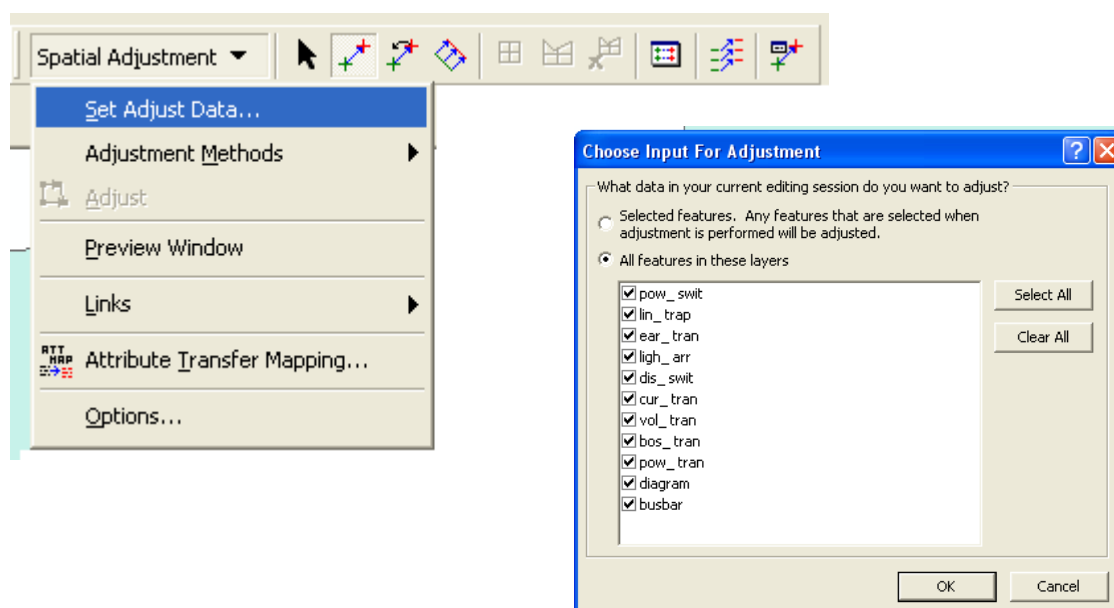 Spatial Adjustment
Set Adjust Data...
Adjustment Methods
Adjust
Preview Window
Links
ATT
MAP
Attribute Transfer Mapping...
Options...
Choose Input For Adjustment
What data in your current editing session do you want to adjust?
Selected features. Any features that are selected when
adjustment is performed will be adjusted.
All features in these layers
pow_ swit
lin_ trap
ear_ tran
ligh_ arr
dis_ swit
cur_ tran
vol_ tran
bos_ tran
pow_ tran
diagram
busbar
Select All
Clear All
OK
Cancel